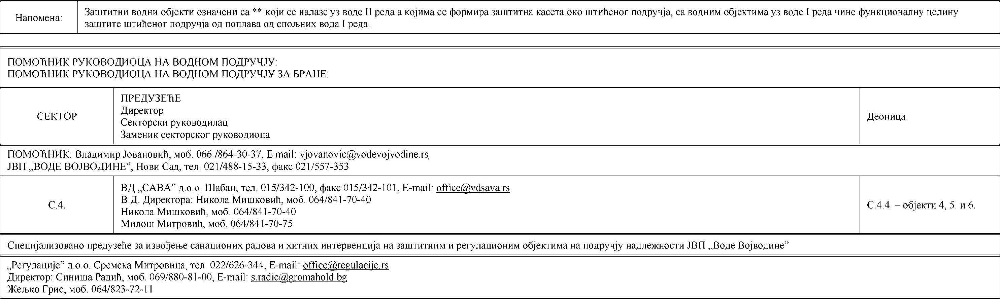 Напомена:
Заштитни водни објекти означени са ** који се налазе уз воде II реда а којима се формира заштитна касета око штићеног подручја, са водним објектима уз воде I реда чине функционалну целину
заштите штићеног подручја од поплава од спољних вода I реда.
ПОМОЋНИК РУКОВОДИОЦА НА ВОДНОМ ПОДРУЧЈУ:
ПОМОЋНИК РУКОВОДИОЦА НА ВОДНОМ ПОДРУЧЈУ ЗА БРАНЕ:
СЕКТОР
ПРЕДУЗЕЋЕ
Директор
Секторски руководилац
Заменик секторског руководиоца
Деоница
ПОМОЋНИК: Владимир Јовановић, моб. 066 /864-30-37, E mail: vjovanovic@vodevojvodine.rs
ЈВП „ВОДЕ ВОЈВОДИНЕ”, Нови Сад, тел. 021/488-15-33, факс 021/557-353
С.4.
ВД „САВА” д.о.о. Шабац, тел. 015/342-100, факс 015/342-101, E-mail: office@vdsava.rs
В.Д. Директора: Никола Мишковић, моб. 064/841-70-40
Никола Мишковић, моб. 064/841-70-40
Милош Митровић, моб. 064/841-70-75
С.4.4. – објекти 4, 5. и 6.
Специјализовано предузеће за извођење санационих радова и хитних интервенција на заштитним и регулационим објектима на подручју надлежности ЈВП „Воде Војводине”
„Регулације” д.о.о. Сремска Митровица, тел. 022/626-344, E-mail: office@regulacije.rs
Директор: Синиша Радић, моб. 069/880-81-00, E-mail: s.radic@gromahold.bg
Жељко Грис, моб. 064/823-72-11